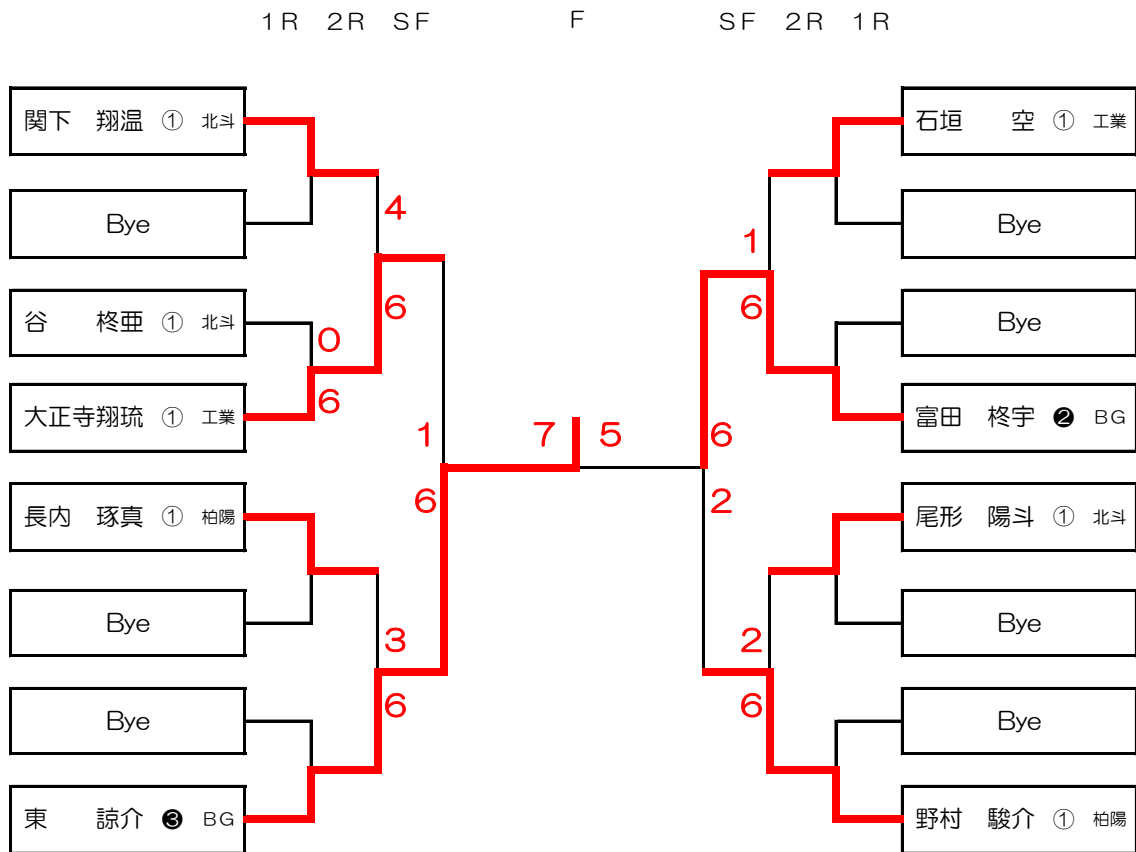 1R 2R SF F SF 2R 1R
関下 翔温 ① 北斗
Bye
谷 柊亜 ① 北斗
大正寺翔琉 ① 工業
長内 琢真 ① 柏陽
Bye
Bye
東 諒介 ❸ BG
4
6
0
6
1
6
3
6
7 5
1
6
6
2
2
6
石垣 空 ① 工業
Bye
Bye
富田 柊宇 ❷ BG
尾形 陽斗 ① 北斗
Bye
Bye
野村 駿介 ① 柏陽